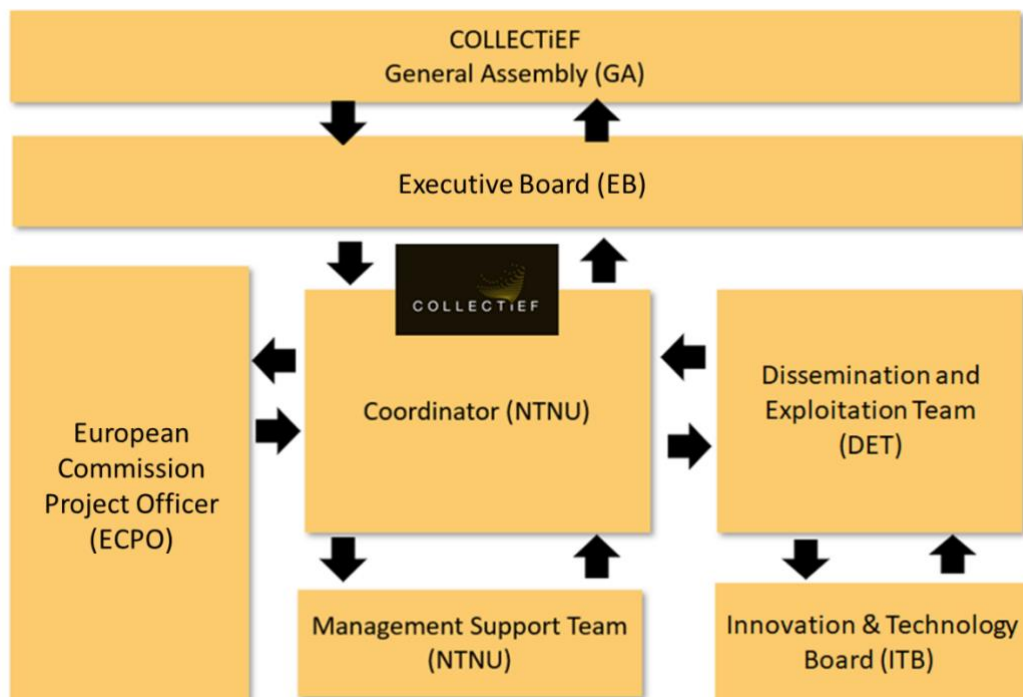 COLLECTiEF
General Assembly (GA)
Executive Board (EB)
COLLECTiEF
European
Commission
Project Officer
(ECPO)
Coordinator (NTNU)
Dissemination and
Exploitation Team
(DET)
Management Support Team
(NTNU)
Innovation & Technology
Board (ITB)